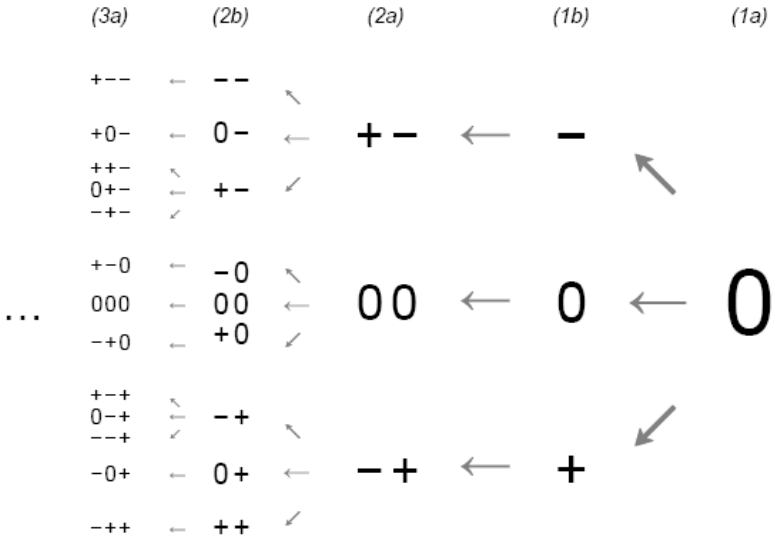 (3a) (2b) (2a) (1b) (1a)
+−− ← −− ↖
+0− ← 0− ← +− ← −
++− ↖
0+− ← +− ↙ ↖
−+− ↙
+−0 ← −0 ↖
... 000 ← 00 ← 00 ← 0 ← 0
−+0 ← +0 ↙
+−+ ↖
0−+ ← −+ ↖ ↙
−−+ ↙
−0+ ← 0+ ← −+ ← +
−++ ← ++ ↙